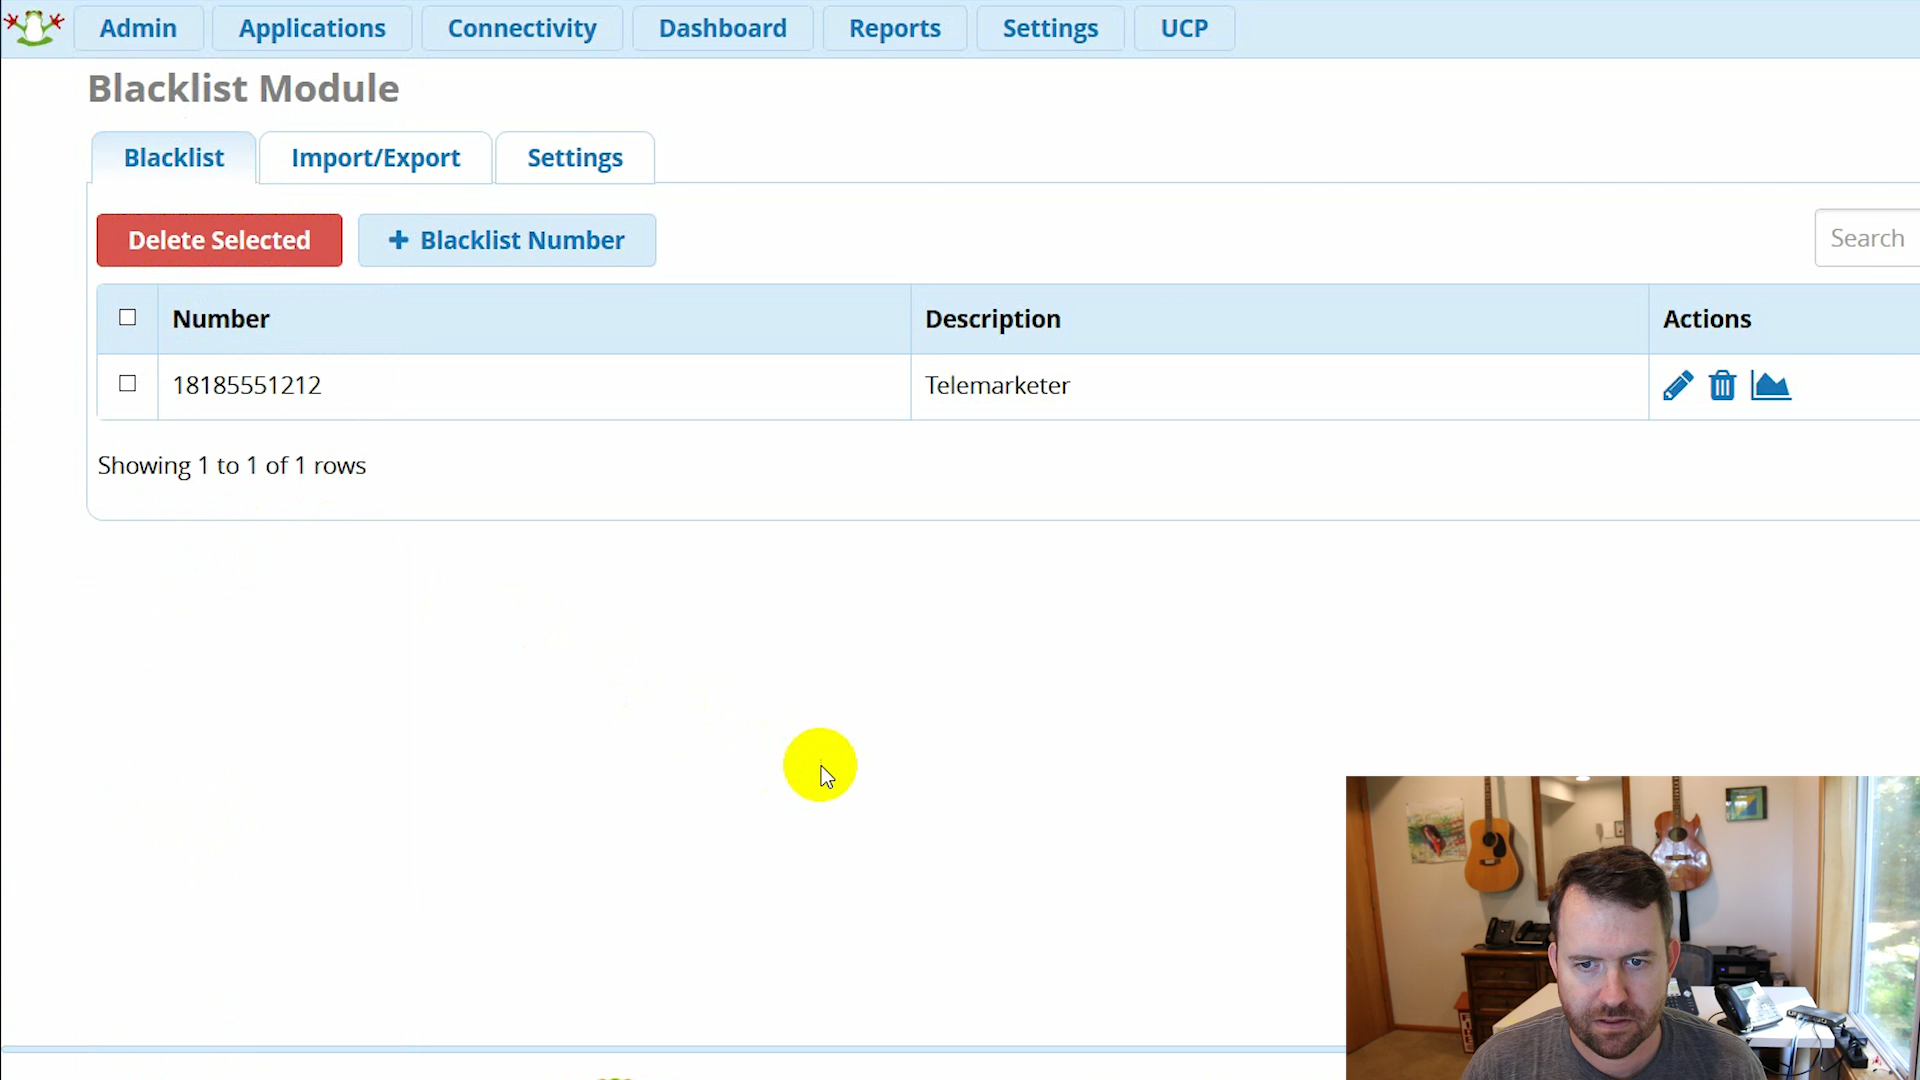 Admin Applications Connectivity Dashboard Reports Settings UCP
Blacklist Module
Blacklist Import/Export Settings
Delete Selected + Blacklist Number Search
Number Description Actions
18185551212 Telemarketer
Showing 1 to 1 of 1 rows